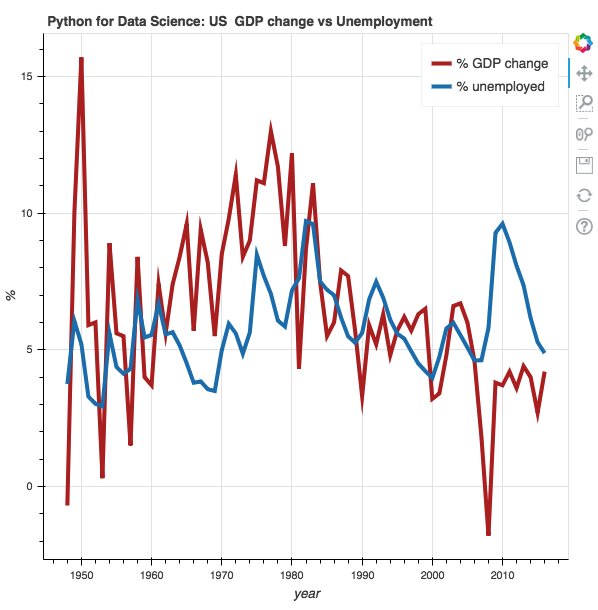 Python for Data Science: US  GDP change vs Unemployment
% GDP change
% unemployed
15
10
5
0
%
1950 1960 1970 1980 1990 2000 2010
year